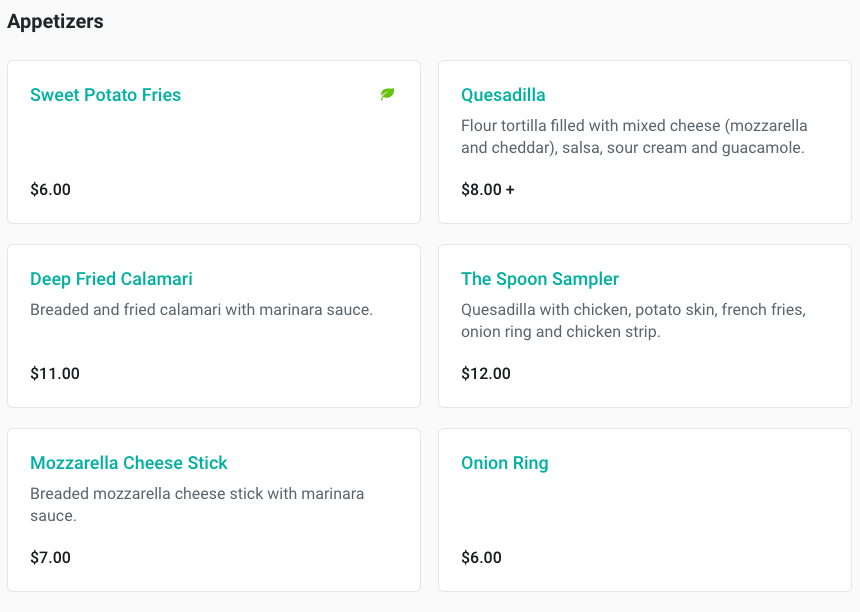 Appetizers
Sweet Potato Fries
$6.00
Quesadilla
Flour tortilla filled with mixed cheese (mozzarella
and cheddar), salsa, sour cream and guacamole.
$8.00 +
Deep Fried Calamari
Breaded and fried calamari with marinara sauce.
$11.00
The Spoon Sampler
Quesadilla with chicken, potato skin, french fries,
onion ring and chicken strip.
$12.00
Mozzarella Cheese Stick
Breaded mozzarella cheese stick with marinara
sauce.
$7.00
Onion Ring
$6.00